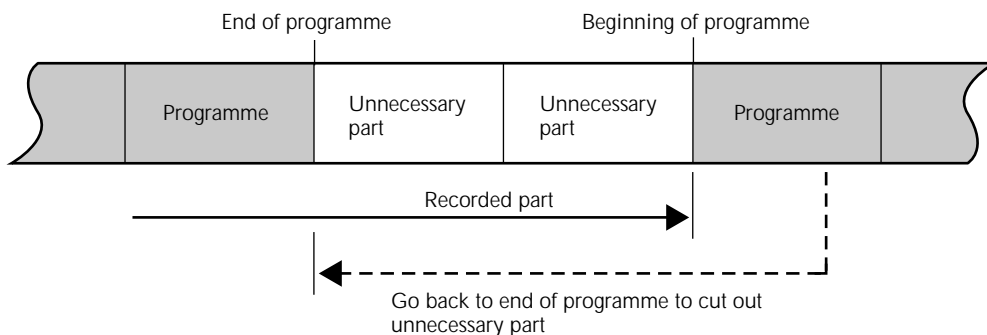 End of programme
Beginning of programme
Programme
Unnecessary
part
Unnecessary
part
Programme
Recorded part
Go back to end of programme to cut out
unnecessary part